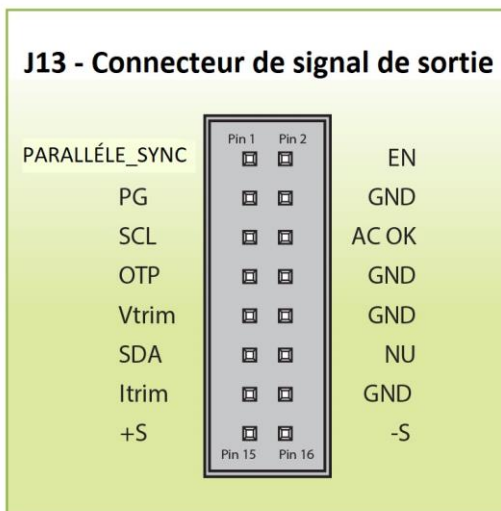 J13 - Connecteur de signal de sortie
Pin 1 Pin 2
PARALLÉLE_SYNC EN
PG GND
SCL AC OK
OTP GND
Vtrim GND
SDA NU
Itrim GND
+S -S
Pin 15 Pin 16